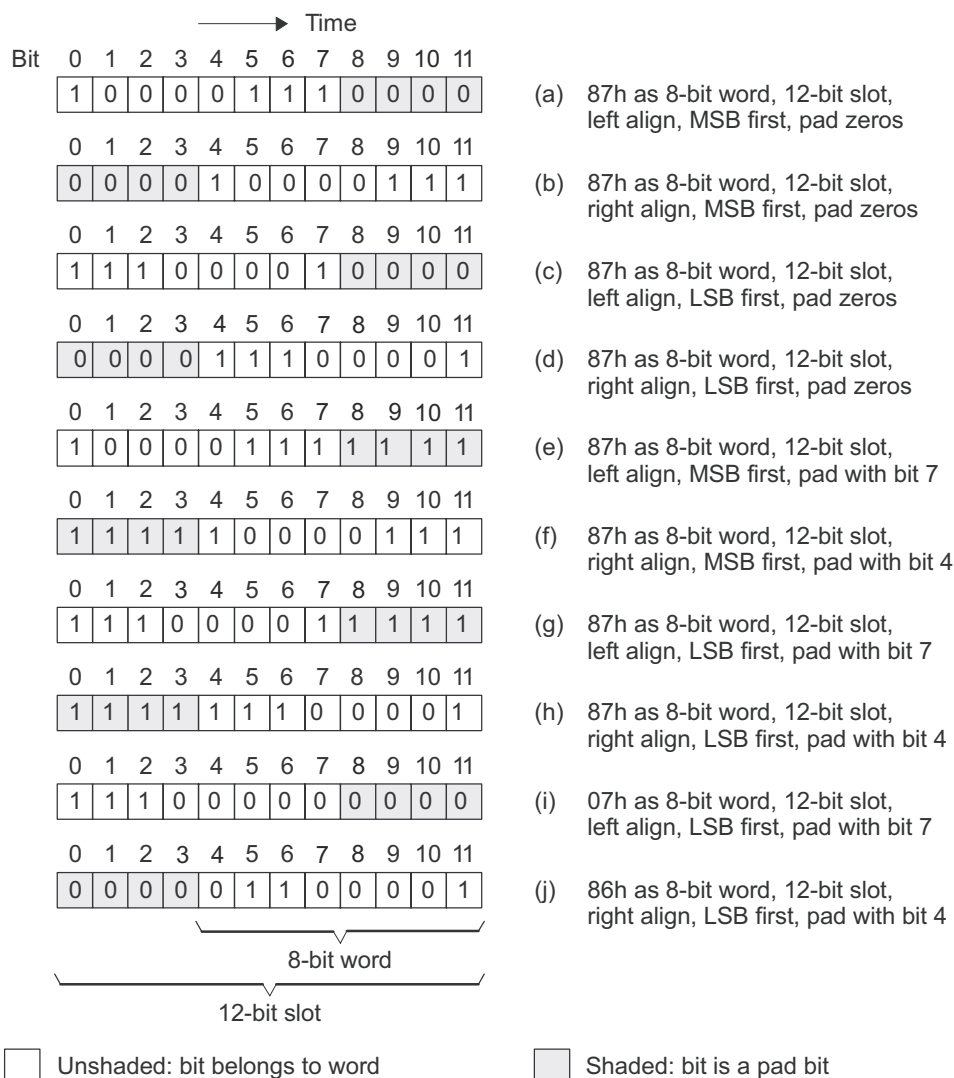 Time
Bit 0 1 2 3 4 5 6 7 8 9 10 11
1 0 0 0 0 1 1 1 0 0 0 0
(a) 87h as 8-bit word, 12-bit slot,
left align, MSB first, pad zeros
0 1 2 3 4 5 6 7 8 9 10 11
0 0 0 0 1 0 0 0 0 1 1 1
(b) 87h as 8-bit word, 12-bit slot,
right align, MSB first, pad zeros
0 1 2 3 4 5 6 7 8 9 10 11
1 1 1 0 0 0 0 1 0 0 0 0
(c) 87h as 8-bit word, 12-bit slot,
left align, LSB first, pad zeros
0 1 2 3 4 5 6 7 8 9 10 11
0 0 0 0 1 1 1 0 0 0 0 1
(d) 87h as 8-bit word, 12-bit slot,
right align, LSB first, pad zeros
0 1 2 3 4 5 6 7 8 9 10 11
1 0 0 0 0 1 1 1 1 1 1 1
(e) 87h as 8-bit word, 12-bit slot,
left align, MSB first, pad with bit 7
0 1 2 3 4 5 6 7 8 9 10 11
1 1 1 1 1 0 0 0 0 1 1 1
(f) 87h as 8-bit word, 12-bit slot,
right align, MSB first, pad with bit 4
0 1 2 3 4 5 6 7 8 9 10 11
1 1 1 0 0 0 0 1 1 1 1 1
(g) 87h as 8-bit word, 12-bit slot,
left align, LSB first, pad with bit 7
0 1 2 3 4 5 6 7 8 9 10 11
1 1 1 1 1 1 1 0 0 0 0 1
(h) 87h as 8-bit word, 12-bit slot,
right align, LSB first, pad with bit 4
0 1 2 3 4 5 6 7 8 9 10 11
1 1 1 0 0 0 0 0 0 0 0 0
(i) 07h as 8-bit word, 12-bit slot,
left align, LSB first, pad with bit 7
0 1 2 3 4 5 6 7 8 9 10 11
0 0 0 0 0 1 1 0 0 0 0 1
(j) 86h as 8-bit word, 12-bit slot,
right align, LSB first, pad with bit 4
8-bit word
12-bit slot
Unshaded: bit belongs to word
Shaded: bit is a pad bit